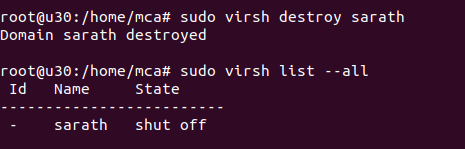 root@u30:/home/mca# sudo virsh destroy sarath
Domain sarath destroyed
root@u30:/home/mca# sudo virsh list --all
 Id   Name     State
-------------------------
 -    sarath   shut off